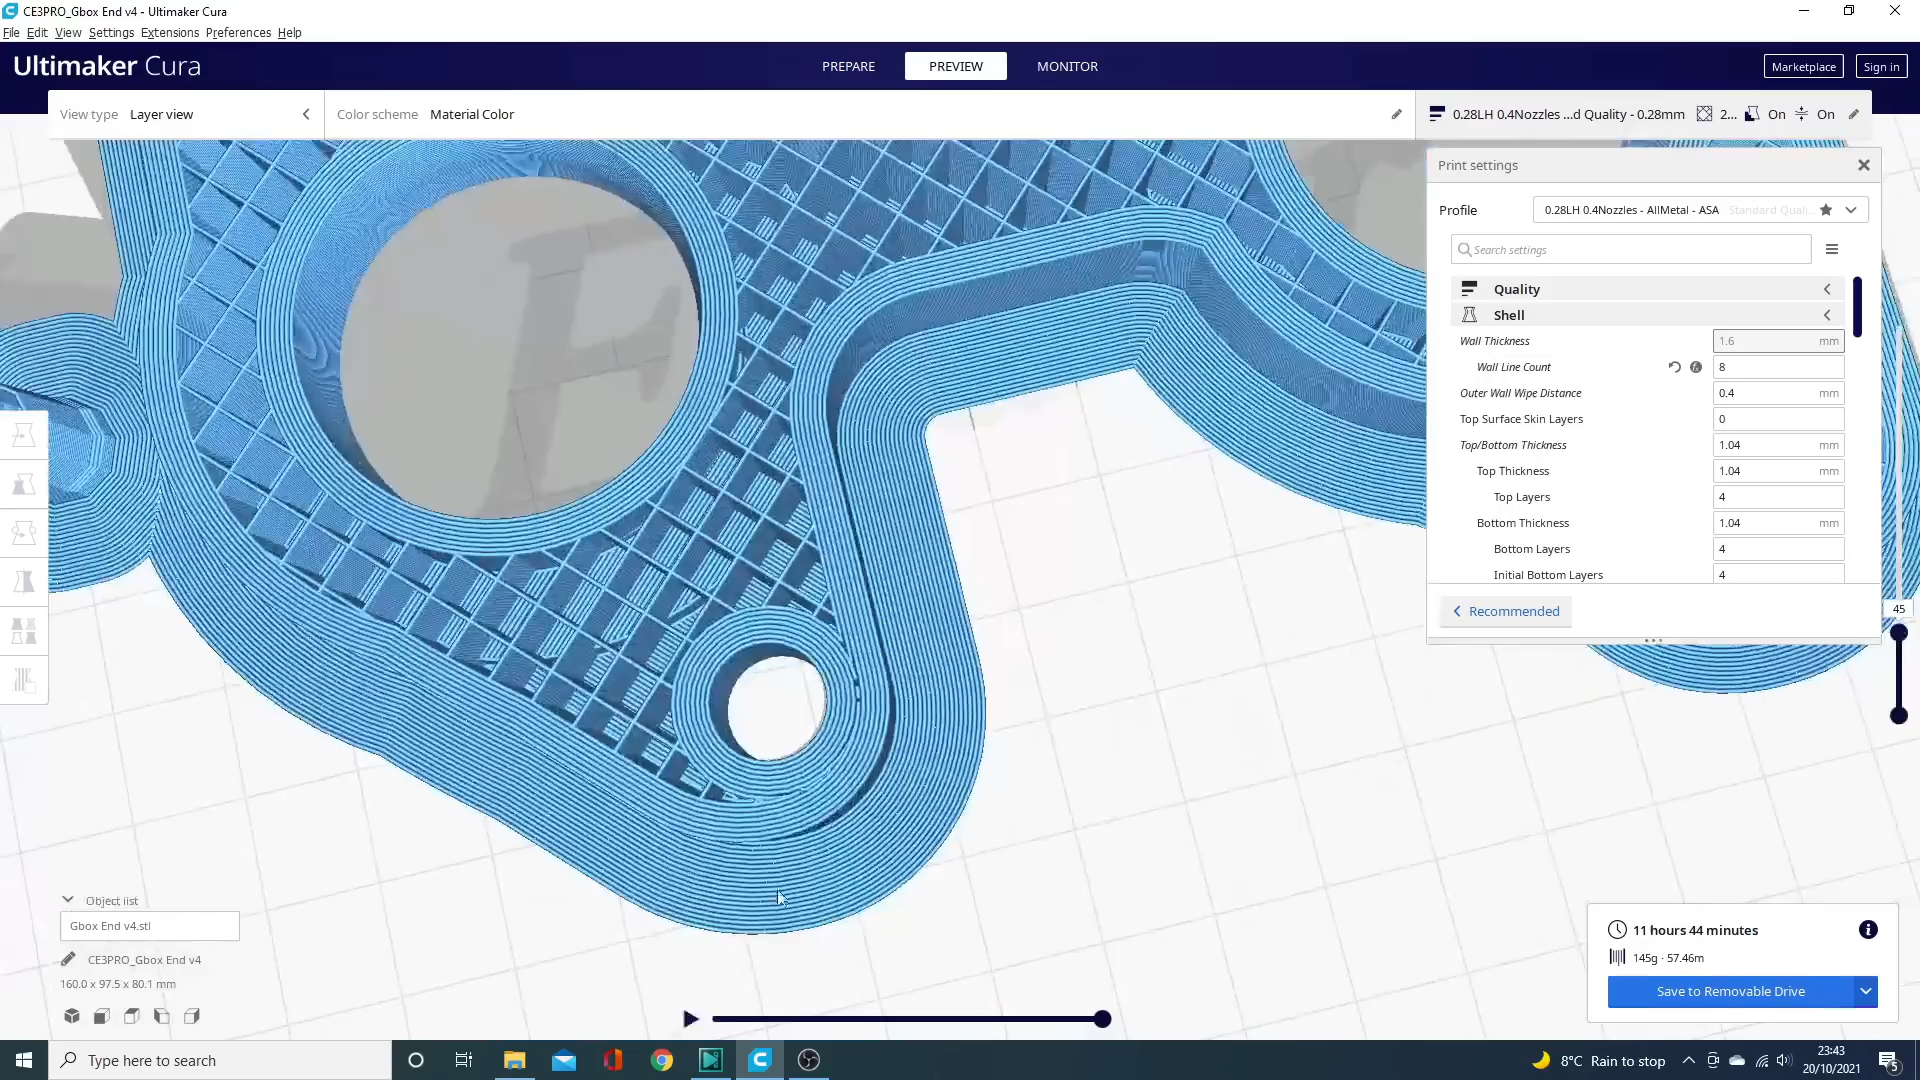 CE3PRO_Gbox End v4 - Ultimaker Cura
File Edit View Settings Extensions Preferences Help
Ultimaker Cura
PREPARE PREVIEW MONITOR Marketplace Sign in
View type Layer view Color scheme Material Color 0.28LH 0.4Nozzles ...d Quality - 0.28mm 2... On On
Print settings
Profile 0.28LH 0.4Nozzles - AllMetal - ASA Standard Quali...
Search settings
Quality
Shell
Wall Thickness 1.6 mm
Wall Line Count 8
Outer Wall Wipe Distance 0.4 mm
Top Surface Skin Layers 0
Top/Bottom Thickness 1.04 mm
Top Thickness 1.04 mm
Top Layers 4
Bottom Thickness 1.04 mm
Bottom Layers 4
Initial Bottom Layers 4
Recommended
45
Object list
Gbox End v4.stl
CE3PRO_Gbox End v4
160.0 x 97.5 x 80.1 mm
11 hours 44 minutes
145g · 57.46m
Save to Removable Drive
Type here to search
8°C Rain to stop
23:43
20/10/2021
5